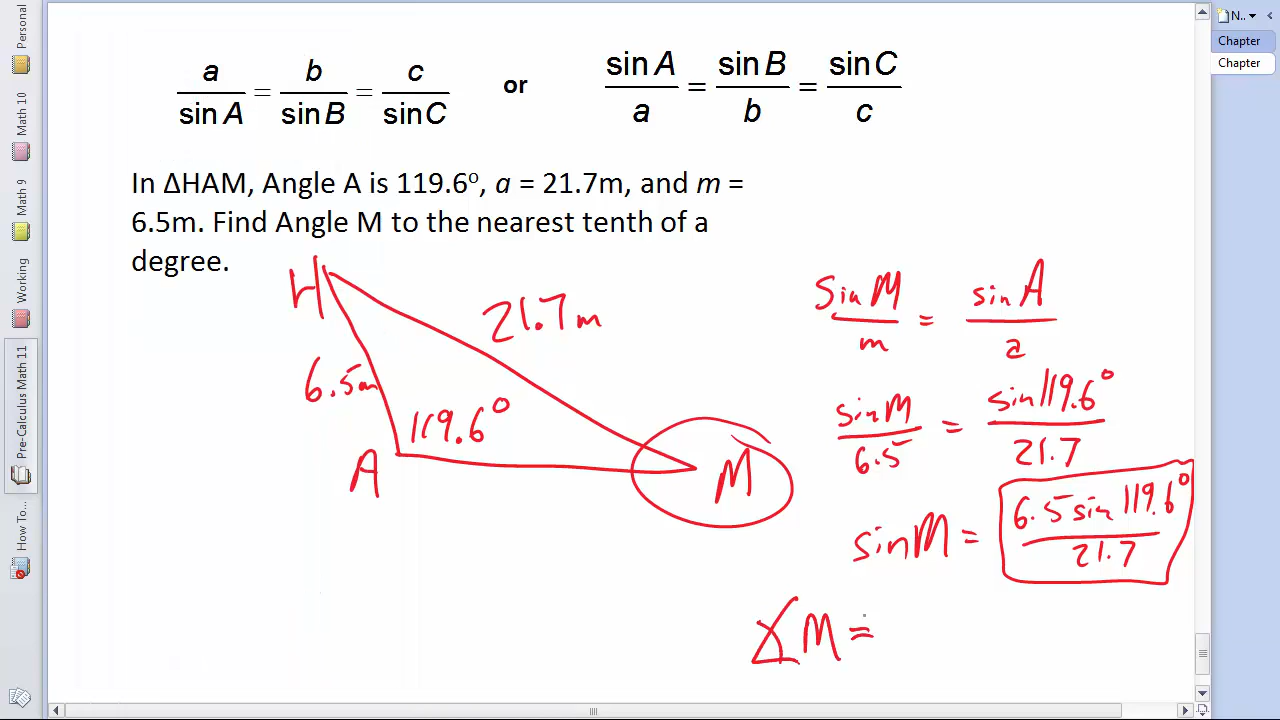 a/sin A = b/sin B = c/sin C or sin A/a = sin B/b = sin C/c
In ΔHAM, Angle A is 119.6º, a = 21.7m, and m =
6.5m. Find Angle M to the nearest tenth of a
degree.
H
21.7m
6.5m
119.6°
A
M
sin M/m = sin A/a
sin M/6.5 = sin 119.6°/21.7
sin M = 6.5 sin 119.6°/21.7
∡M =
Personal
Math 10
Math 9
Working
Pre-Calculus Math 11
How To...
N..
Chapter
Chapter